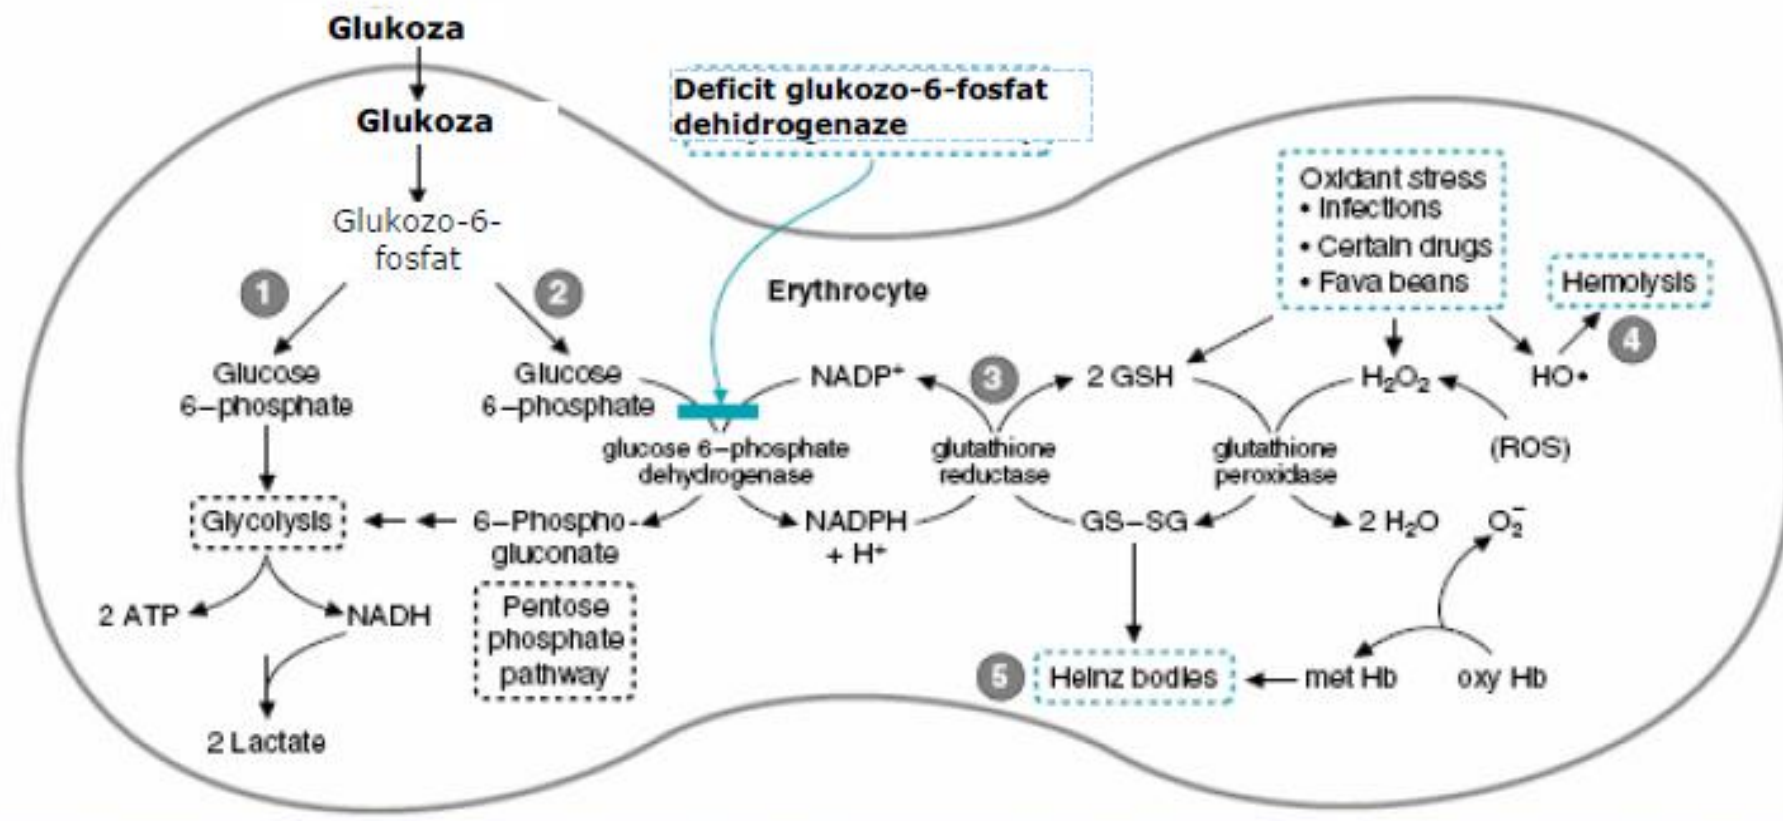 Glukoza
Glukoza
Glukozo-6-
fosfat
Deficit glukozo-6-fosfat
dehidrogenaze
Oxidant stress
• Infections
• Certain drugs
• Fava beans
Hemolysis
Erythrocyte
1
2
3
4
Glucose
6–phosphate
Glucose
6–phosphate
NADP⁺
2 GSH
H₂O₂
HO•
glucose 6–phosphate
dehydrogenase
glutathione
reductase
glutathione
peroxidase
(ROS)
Glycolysis
6–Phospho-
gluconate
NADPH
+ H⁺
GS–SG
2 H₂O
O₂⁻
2 ATP
NADH
Pentose
phosphate
pathway
5
Heinz bodies
met Hb
oxy Hb
2 Lactate